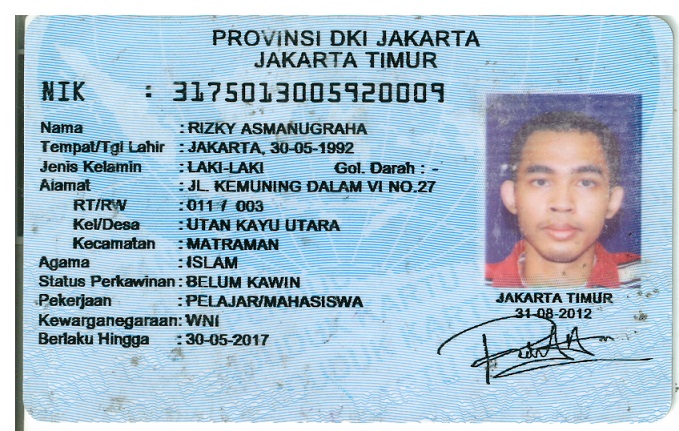 PROVINSI DKI JAKARTA
JAKARTA TIMUR
NIK : 3175013005920009
Nama : RIZKY ASMANUGRAHA
Tempat/Tgl Lahir : JAKARTA, 30-05-1992
Jenis Kelamin : LAKI-LAKI Gol. Darah : -
Alamat : JL. KEMUNING DALAM VI NO.27
RT/RW : 011 / 003
Kel/Desa : UTAN KAYU UTARA
Kecamatan : MATRAMAN
Agama : ISLAM
Status Perkawinan: BELUM KAWIN
Pekerjaan : PELAJAR/MAHASISWA
Kewarganegaraan: WNI
Berlaku Hingga : 30-05-2017
JAKARTA TIMUR
31-08-2012